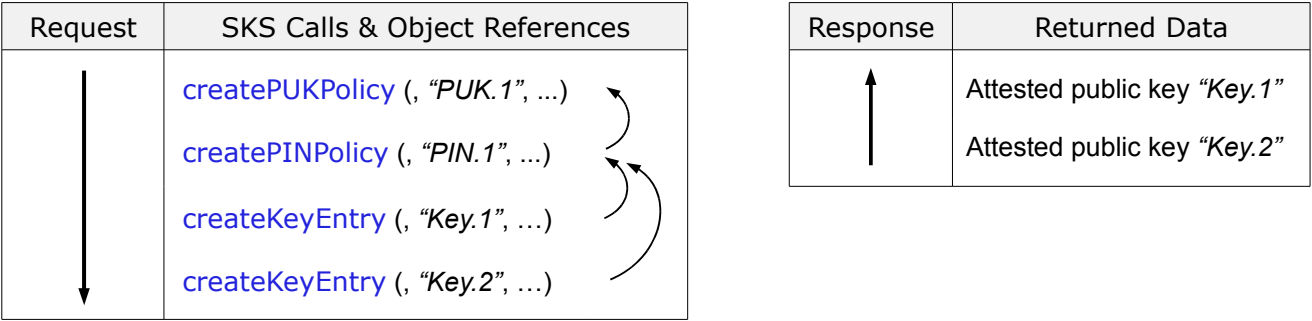 Request SKS Calls & Object References
createPUKPolicy (, “PUK.1”, ...)
createPINPolicy (, “PIN.1”, ...)
createKeyEntry (, “Key.1”, …)
createKeyEntry (, “Key.2”, …)
Response Returned Data
Attested public key “Key.1”
Attested public key “Key.2”